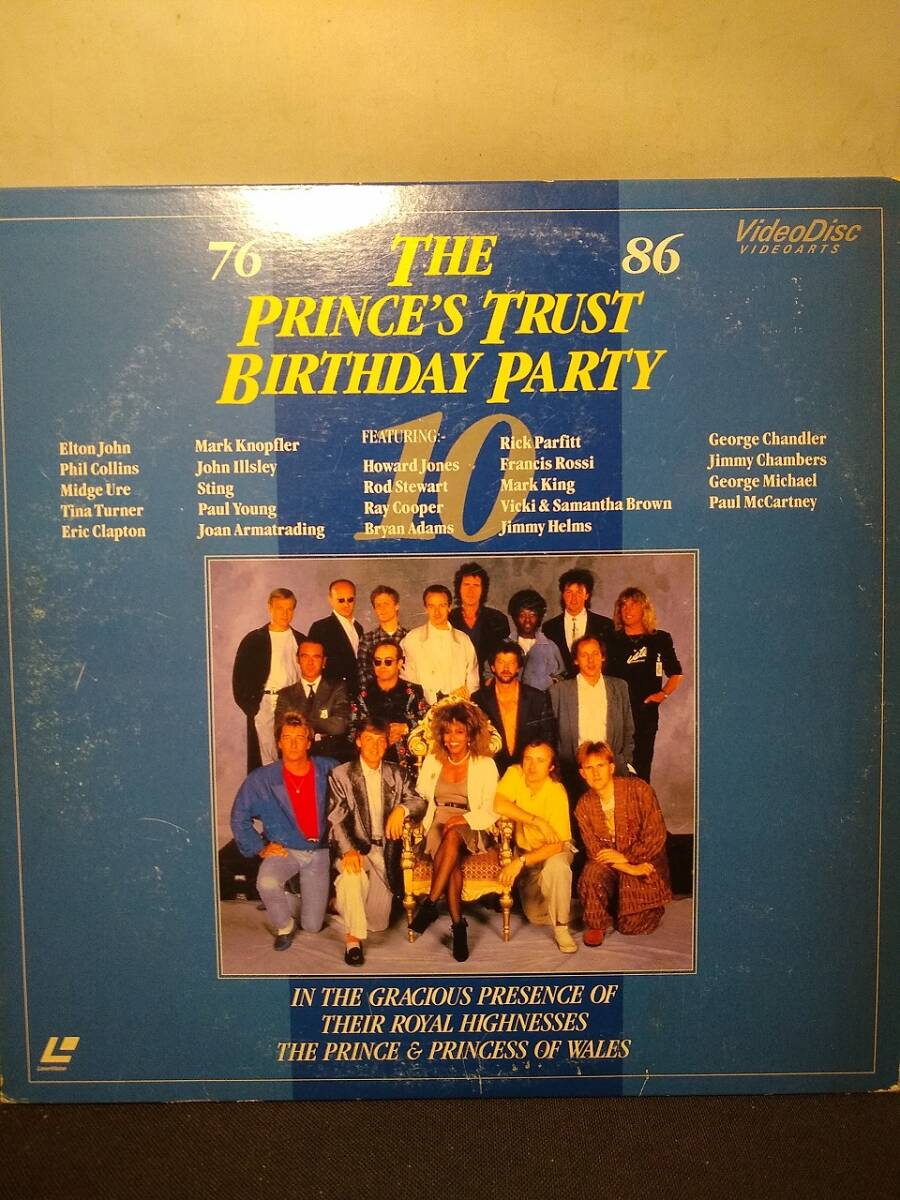 76
THE
86
PRINCE'S TRUST
BIRTHDAY PARTY
VideoDisc
VIDEOARTS
10
FEATURING:-
Elton John
Phil Collins
Midge Ure
Tina Turner
Eric Clapton
Mark Knopfler
John Illsley
Sting
Paul Young
Joan Armatrading
Howard Jones
Rod Stewart
Ray Cooper
Bryan Adams
Rick Parfitt
Francis Rossi
Mark King
Vicki & Samantha Brown
Jimmy Helms
George Chandler
Jimmy Chambers
George Michael
Paul McCartney
IN THE GRACIOUS PRESENCE OF
THEIR ROYAL HIGHNESSES
THE PRINCE & PRINCESS OF WALES
LaserVision